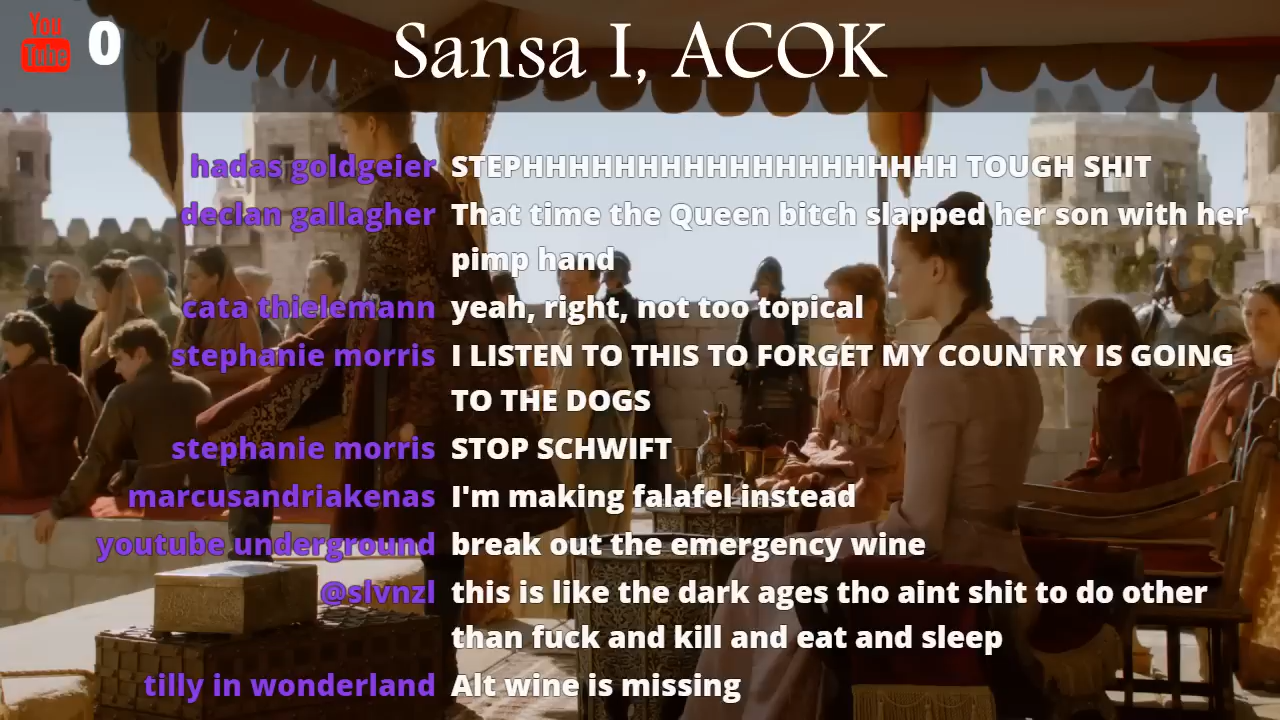 You
Tube 0
Sansa I, ACOK
hadas goldgeier STEPHHHHHHHHHHHHHHHHHHH TOUGH SHIT
declan gallagher That time the Queen bitch slapped her son with her
pimp hand
cata thielemann yeah, right, not too topical
stephanie morris I LISTEN TO THIS TO FORGET MY COUNTRY IS GOING
TO THE DOGS
stephanie morris STOP SCHWIFT
marcusandriakenas I'm making falafel instead
youtube underground break out the emergency wine
@slvnzl this is like the dark ages tho aint shit to do other
than fuck and kill and eat and sleep
tilly in wonderland Alt wine is missing